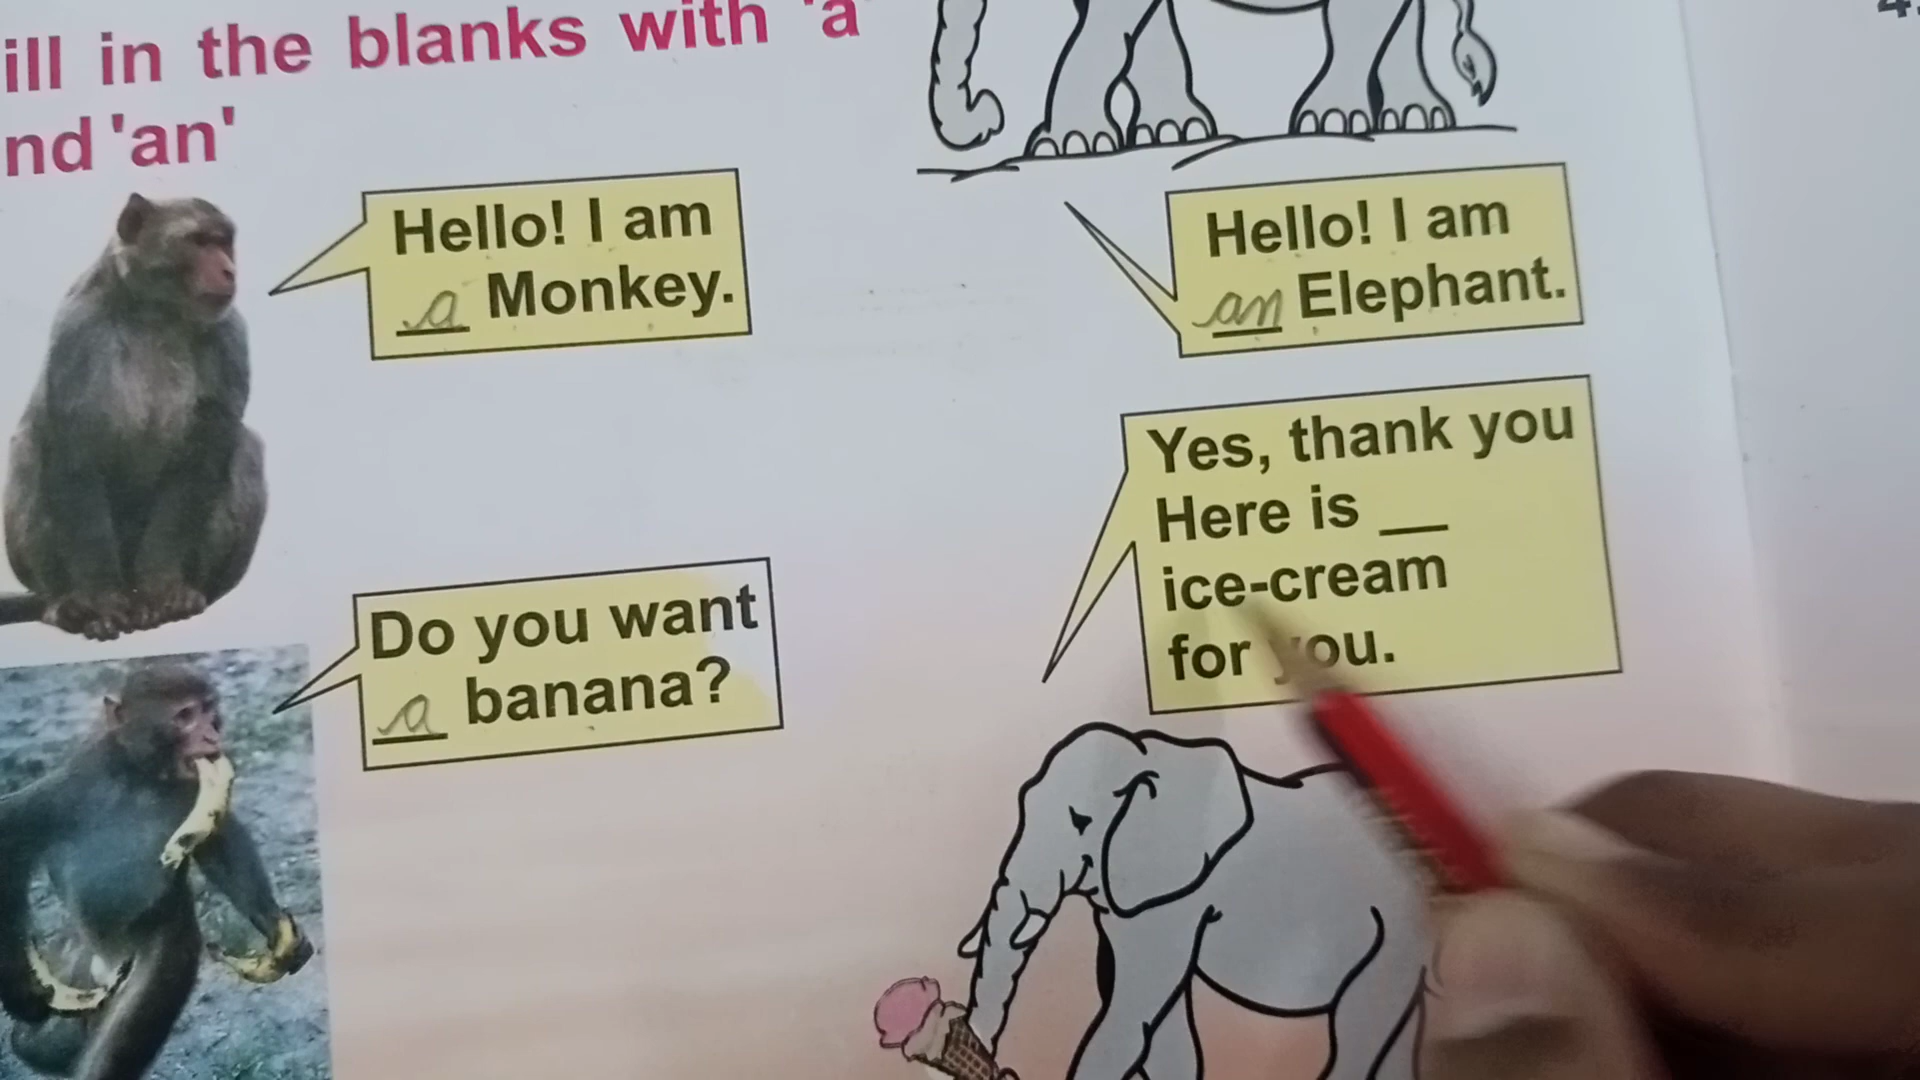 ill in the blanks with 'a'
nd 'an'
Hello! I am
a Monkey.
Hello! I am
an Elephant.
Yes, thank you
Here is __
ice-cream
for you.
Do you want
a banana?